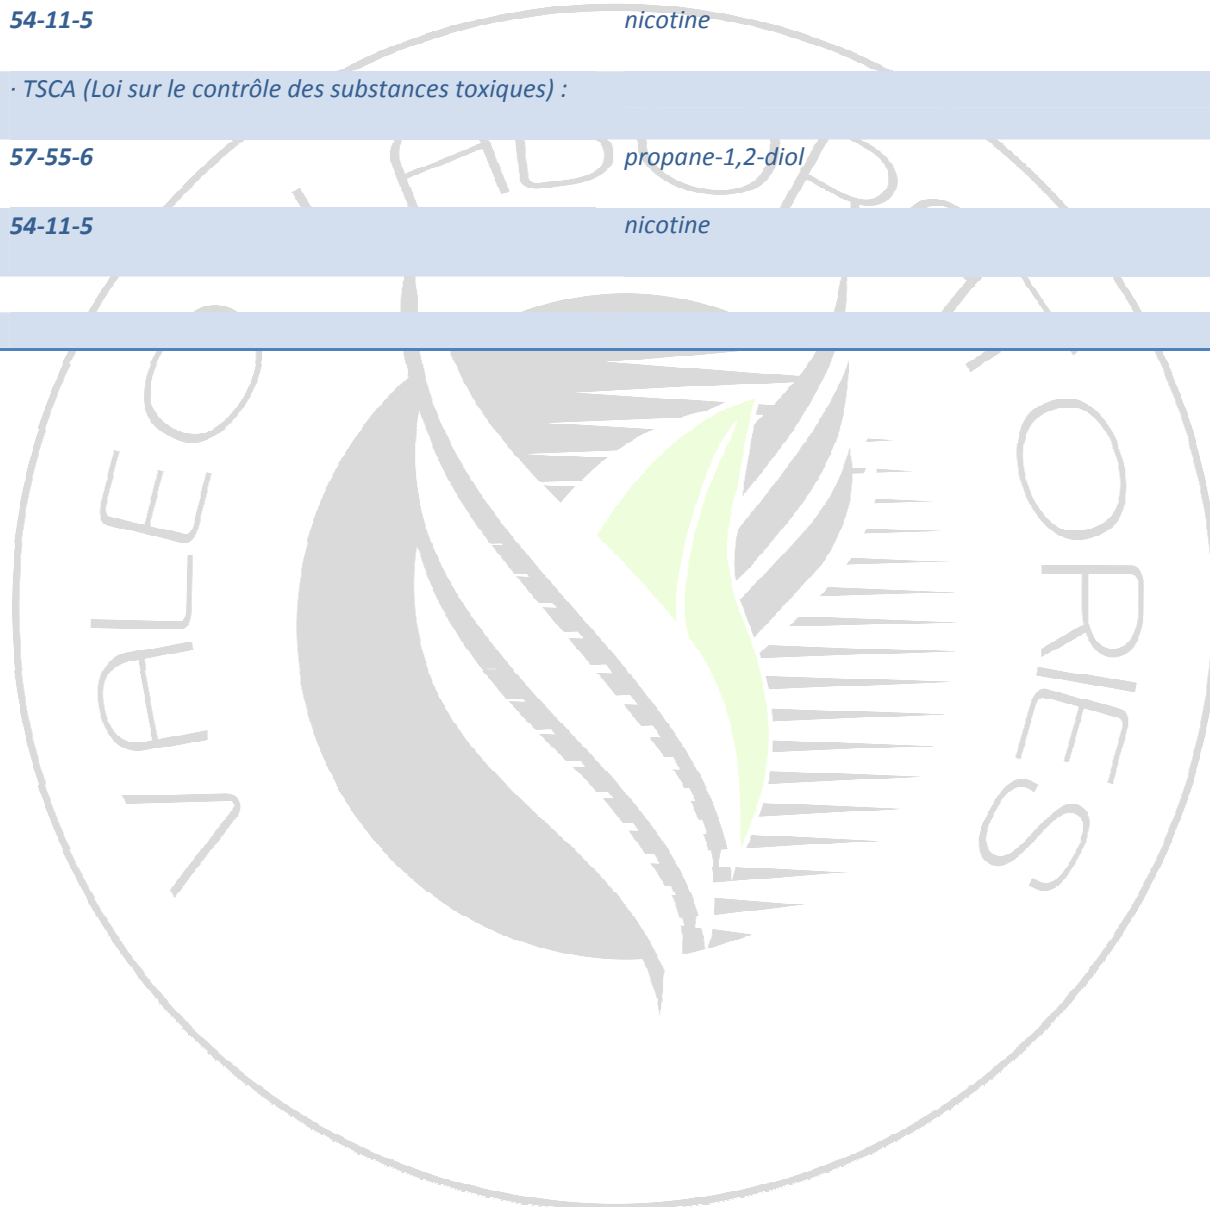 54-11-5 nicotine
· TSCA (Loi sur le contrôle des substances toxiques) :
57-55-6 propane-1,2-diol
54-11-5 nicotine
VALEO LABORATORIES